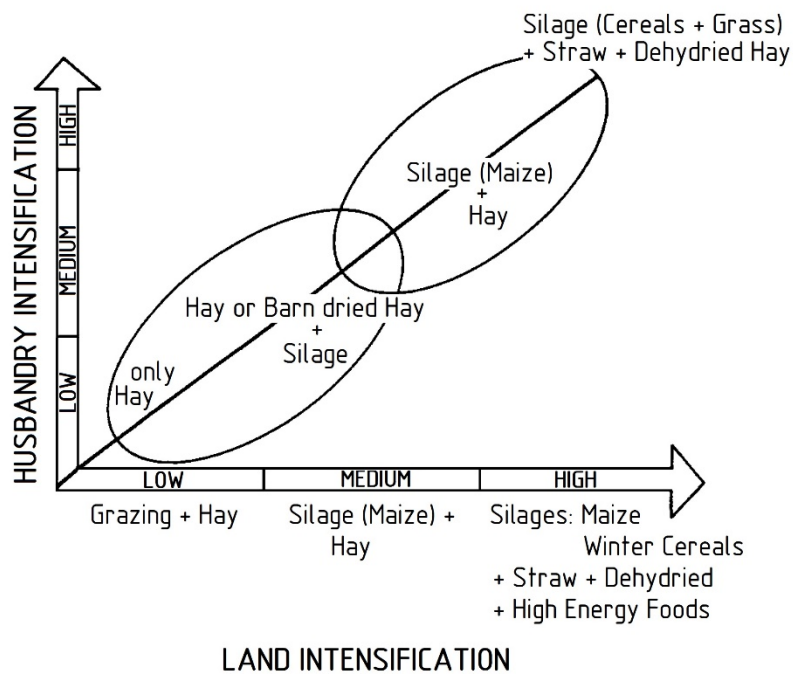 Silage (Cereals + Grass)
+ Straw + Dehydried Hay
HUSBANDRY INTENSIFICATION
HIGH
MEDIUM
LOW
Silage (Maize)
+
Hay
Hay or Barn dried Hay
+
Silage
only
Hay
LOW
MEDIUM
HIGH
Grazing + Hay
Silage (Maize) +
Hay
Silages: Maize
Winter Cereals
+ Straw + Dehydried
+ High Energy Foods
LAND INTENSIFICATION